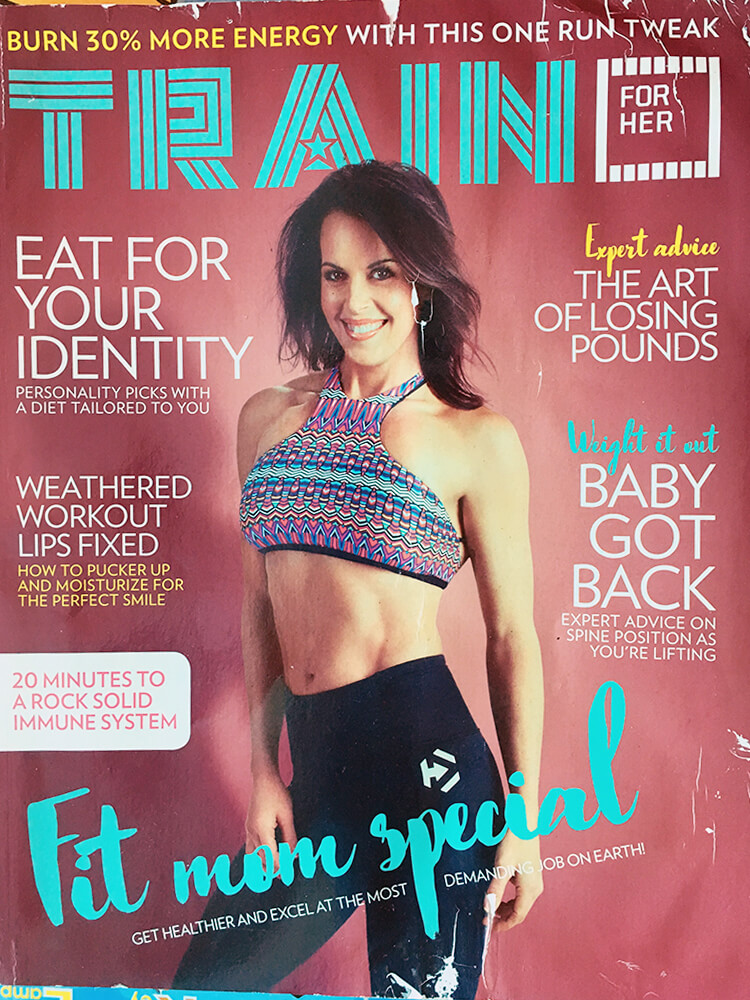 BURN 30% MORE ENERGY WITH THIS ONE RUN TWEAK
TRAIN
FOR
HER
EAT FOR
YOUR
IDENTITY
PERSONALITY PICKS WITH
A DIET TAILORED TO YOU
Expert advice
THE ART
OF LOSING
POUNDS
WEATHERED
WORKOUT
LIPS FIXED
HOW TO PUCKER UP
AND MOISTURIZE FOR
THE PERFECT SMILE
Weight it out
BABY
GOT
BACK
EXPERT ADVICE ON
SPINE POSITION AS
YOU'RE LIFTING
20 MINUTES TO
A ROCK SOLID
IMMUNE SYSTEM
Fit mom special
GET HEALTHIER AND EXCEL AT THE MOST DEMANDING JOB ON EARTH!